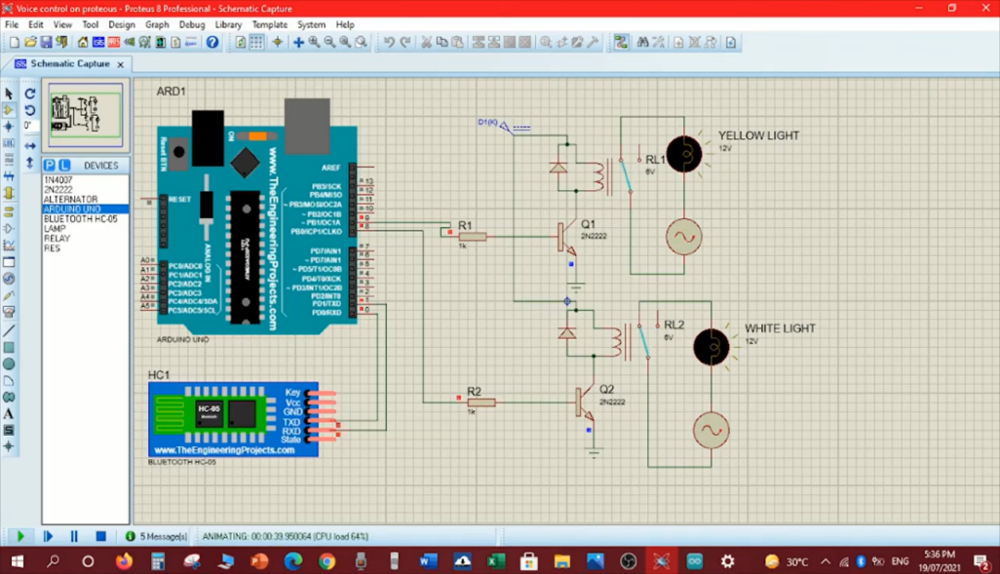 Voice control on proteous - Proteus 8 Professional - Schematic Capture
File Edit View Tool Design Graph Debug Library Template System Help
Schematic Capture
0°
P L DEVICES
1N4007
2N2222
ALTERNATOR
ARDUINO UNO
BLUETOOTH HC-05
LAMP
RELAY
RES
ARD1
Reset BTN
ON
www.TheEngineeringProjects.com
RESET
ANALOG IN
A0
A1
A2
A3
A4
A5
PC0/ADC0
PC1/ADC1
PC2/ADC2
PC3/ADC3
PC4/ADC4/SDA
PC5/ADC5/SCL
AREF
PB5/SCK
PB4/MISO
~ PB3/MOSI/OC2A
~ PB2/OC1B
~ PB1/OC1A
PB0/ICP1/CLKO
PD7/AIN1
~ PD6/AIN0
~ PD5/T1/OC0B
PD4/T0/XCK
~ PD3/INT1/OC2B
PD2/INT0
PD1/TXD
PD0/RXD
13
12
11
10
9
8
7
6
5
4
3
2
1
0
ARDUINO UNO
HC1
HC-05
Key
Vcc
GND
TXD
RXD
State
www.TheEngineeringProjects.com
BLUETOOTH HC-05
D1(K)
RL1
6V
YELLOW LIGHT
12V
R1
1k
Q1
2N2222
RL2
6V
WHITE LIGHT
12V
R2
1k
Q2
2N2222
5 Message(s)
ANIMATING: 00:00:39.950064 (CPU load 64%)
30°C
ENG
5:36 PM
19/07/2021
2